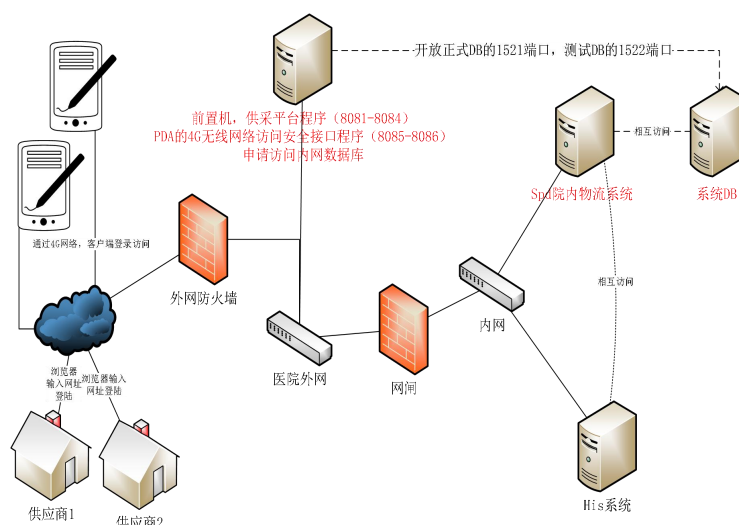 开放正式DB的1521端口，测试DB的1522端口
前置机，供采平台程序（8081-8084）
PDA的4G无线网络访问安全接口程序（8085-8086）
申请访问内网数据库
相互访问
Spd院内物流系统
系统DB
通过4G网络，客户端登录访问
外网防火墙
相互访问
内网
医院外网
网闸
浏览器
输入网址
登陆
浏览器输入
网址登陆
His系统
供应商1
供应商2